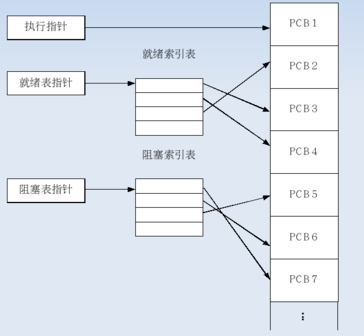 执行指针
PCB1
就绪索引表
PCB2
就绪表指针
PCB3
PCB4
阻塞索引表
阻塞表指针
PCB5
PCB6
PCB7
⋮